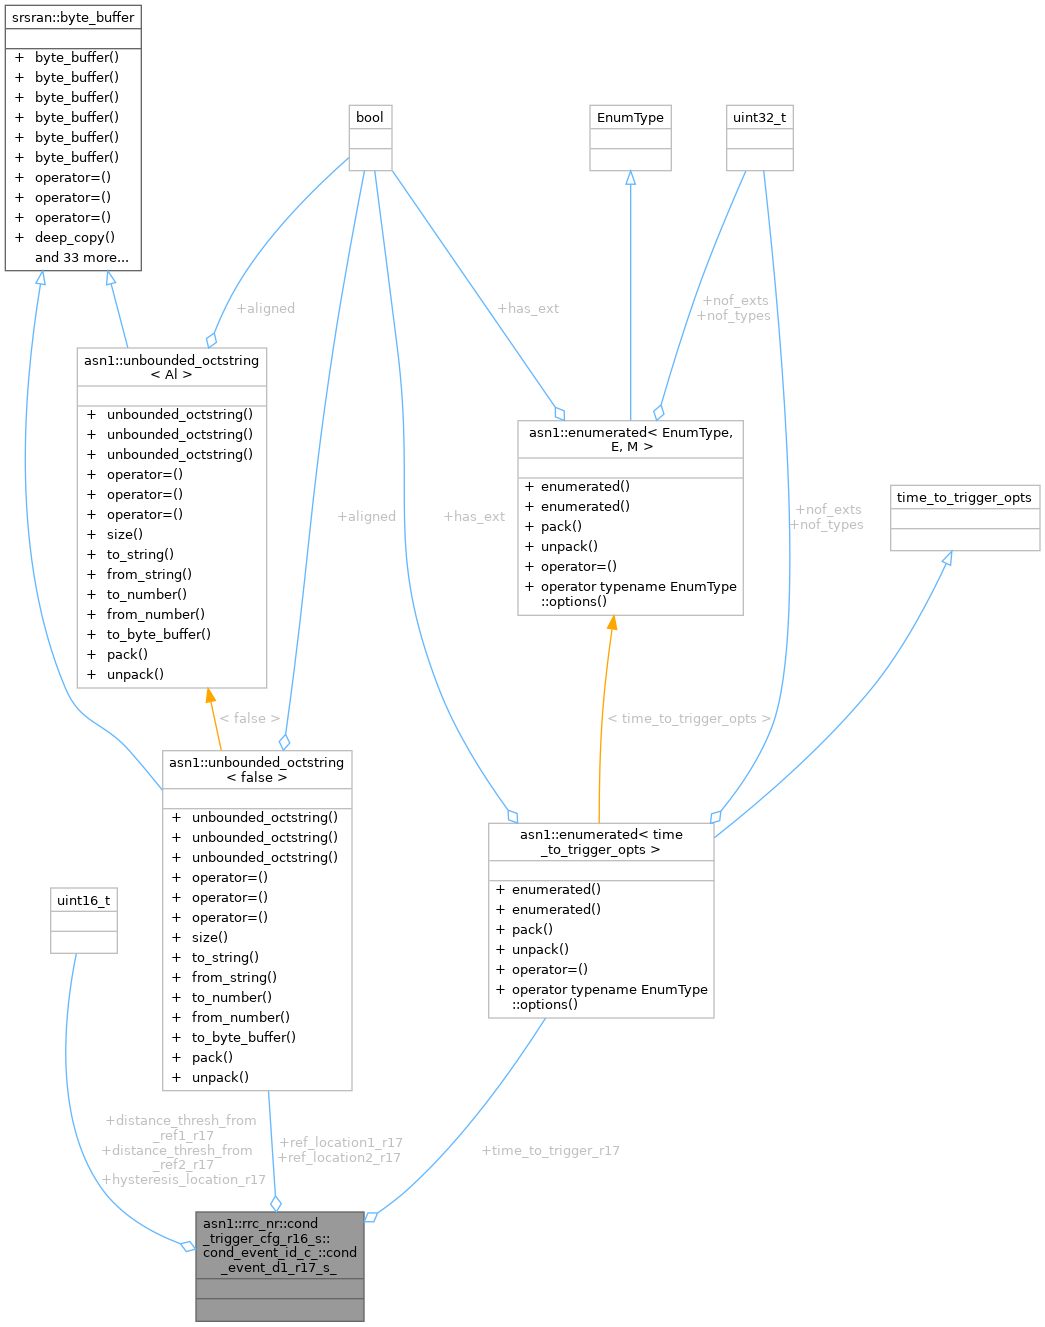 srsran::byte_buffer
+ byte_buffer()
+ byte_buffer()
+ byte_buffer()
+ byte_buffer()
+ byte_buffer()
+ byte_buffer()
+ operator=()
+ operator=()
+ operator=()
+ deep_copy()
and 33 more...
bool
EnumType
uint32_t
+aligned
+has_ext
+nof_exts
+nof_types
asn1::unbounded_octstring
< Al >
+ unbounded_octstring()
+ unbounded_octstring()
+ unbounded_octstring()
+ operator=()
+ operator=()
+ operator=()
+ size()
+ to_string()
+ from_string()
+ to_number()
+ from_number()
+ to_byte_buffer()
+ pack()
+ unpack()
asn1::enumerated< EnumType,
E, M >
+ enumerated()
+ enumerated()
+ pack()
+ unpack()
+ operator=()
+ operator typename EnumType
::options()
time_to_trigger_opts
+aligned
+has_ext
+nof_exts
+nof_types
< false >
< time_to_trigger_opts >
asn1::unbounded_octstring
< false >
+ unbounded_octstring()
+ unbounded_octstring()
+ unbounded_octstring()
+ operator=()
+ operator=()
+ operator=()
+ size()
+ to_string()
+ from_string()
+ to_number()
+ from_number()
+ to_byte_buffer()
+ pack()
+ unpack()
asn1::enumerated< time
_to_trigger_opts >
+ enumerated()
+ enumerated()
+ pack()
+ unpack()
+ operator=()
+ operator typename EnumType
::options()
uint16_t
+distance_thresh_from
_ref1_r17
+distance_thresh_from
_ref2_r17
+hysteresis_location_r17
+ref_location1_r17
+ref_location2_r17
+time_to_trigger_r17
asn1::rrc_nr::cond
_trigger_cfg_r16_s::
cond_event_id_c_::cond
_event_d1_r17_s_